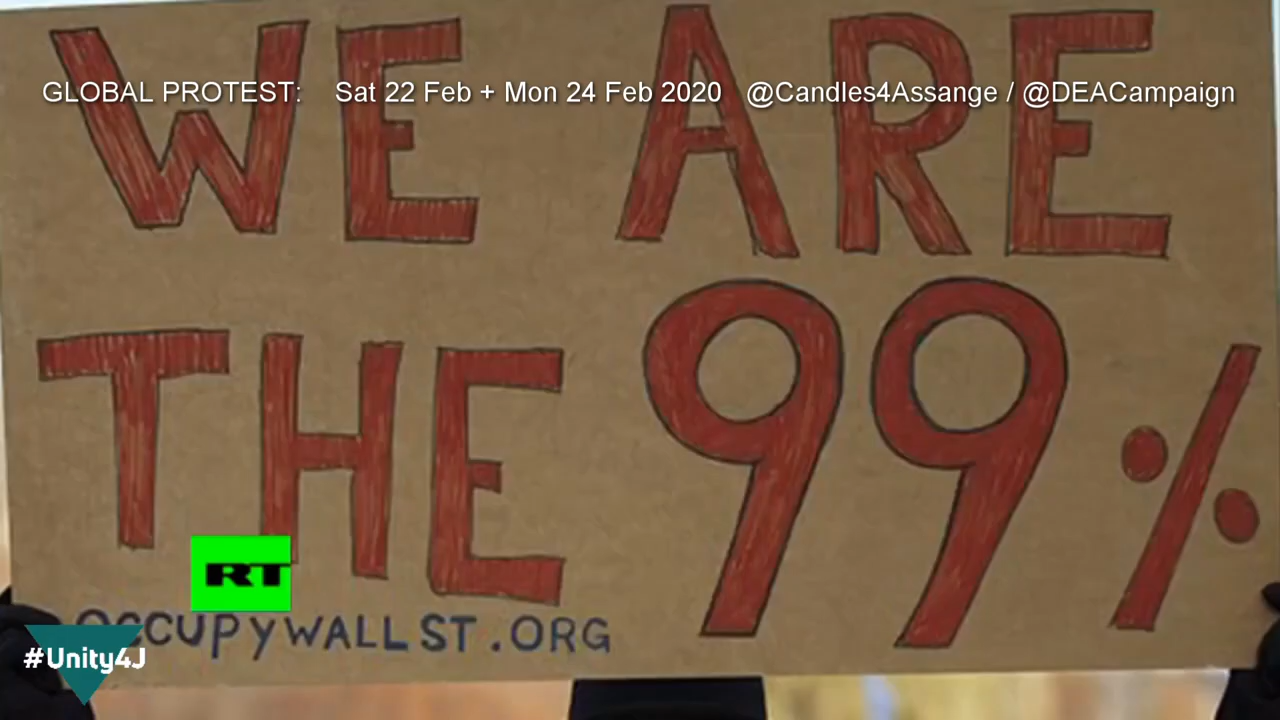 WE ARE
GLOBAL PROTEST: Sat 22 Feb + Mon 24 Feb 2020 @Candles4Assange / @DEACampaign
THE 99%
RT
OCCUPYWALLST.ORG
#Unity4J